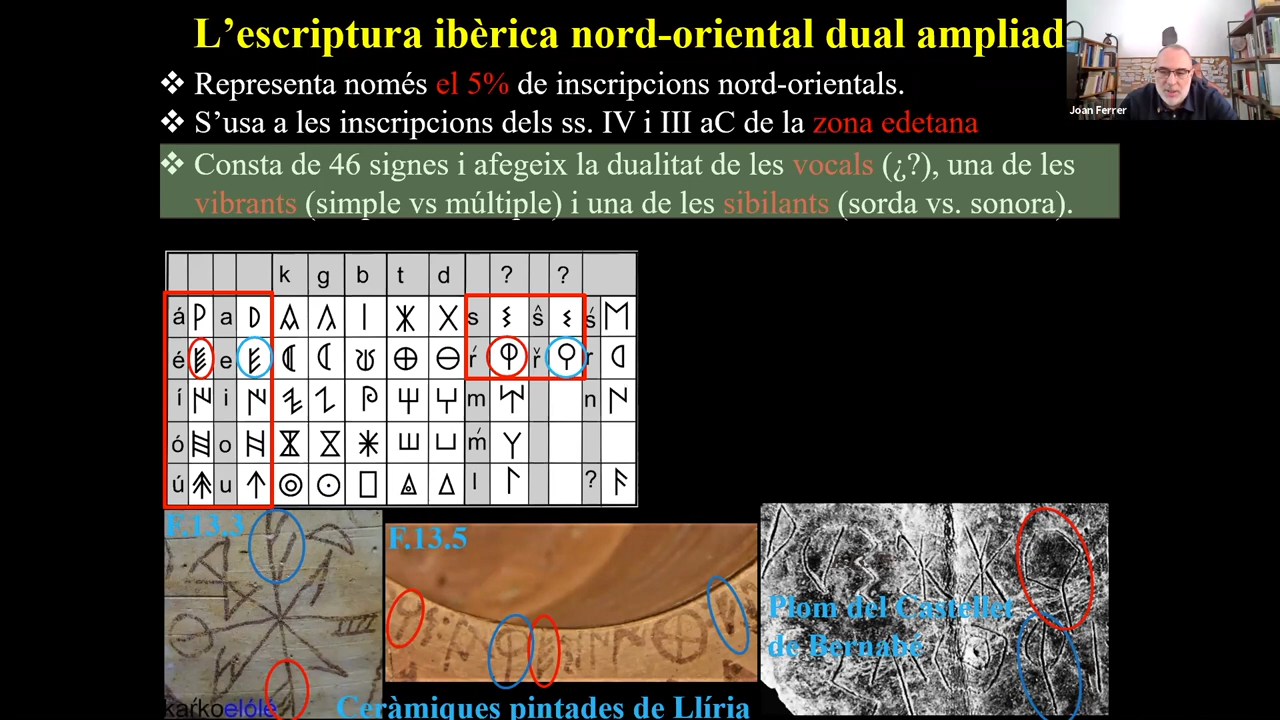 L’escriptura ibèrica nord-oriental dual ampliad
Joan Ferrer
❖ Representa només el 5% de inscripcions nord-orientals.
❖ S’usa a les inscripcions dels ss. IV i III aC de la zona edetana
❖ Consta de 46 signes i afegeix la dualitat de les vocals (¿?), una de les
vibrants (simple vs múltiple) i una de les sibilants (sorda vs. sonora).
k g b t d ? ?
á a s ŝ ś
é e ŕ ř r
í i m n
ó o ḿ
ú u l ?
F.13.3
F.13.5
Plom del Castellet
de Bernabé
kaŕkoelóle
Ceràmiques pintades de Llíria